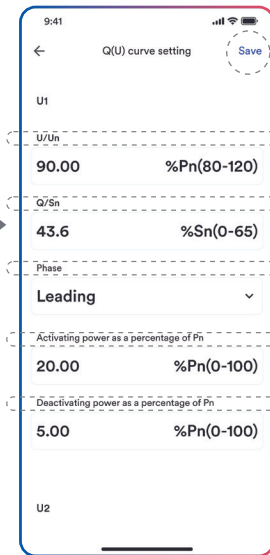 9:41
Q(U) curve setting Save
U1
U/Un
90.00 %Pn(80-120)
Q/Sn
43.6 %Sn(0-65)
Phase
Leading
Activating power as a percentage of Pn
20.00 %Pn(0-100)
Deactivating power as a percentage of Pn
5.00 %Pn(0-100)
U2